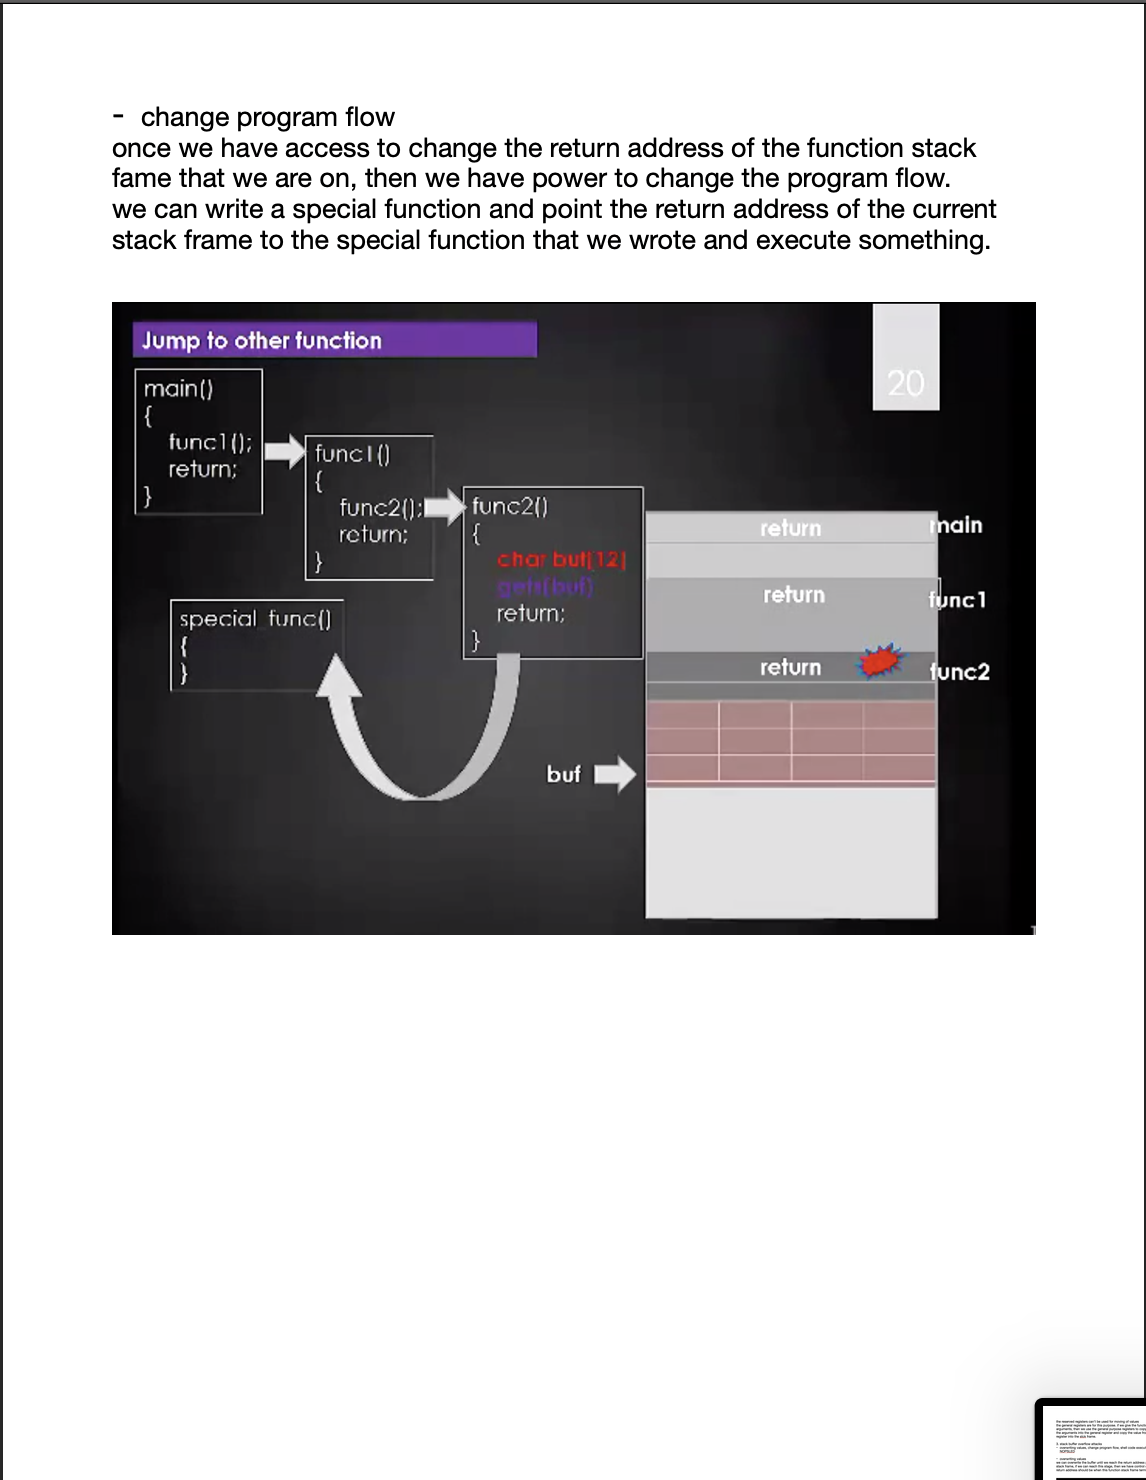 - change program flow
once we have access to change the return address of the function stack
fame that we are on, then we have power to change the program flow.
we can write a special function and point the return address of the current
stack frame to the special function that we wrote and execute something.
Jump to other function
20
main()
{
func1();
return;
}
func1()
{
func2();
return;
}
func2()
{
char buf[12]
gets(buf)
return;
}
special func()
{
}
return main
return func1
return func2
buf